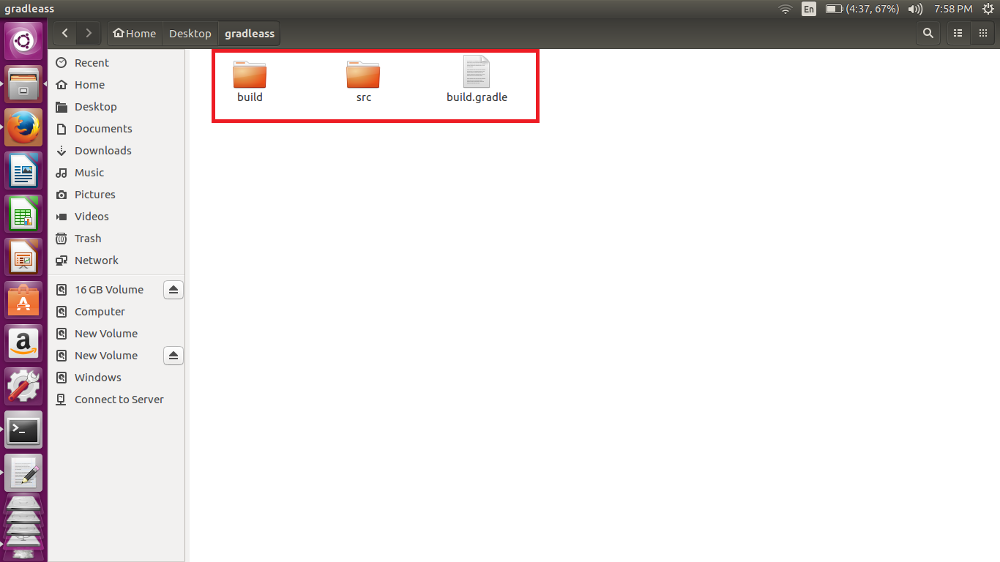 gradleass
En
(4:37, 67%)
7:58 PM
Home
Desktop
gradleass
Recent
Home
Desktop
Documents
Downloads
Music
Pictures
Videos
Trash
Network
16 GB Volume
Computer
New Volume
New Volume
Windows
Connect to Server
build
src
build.gradle